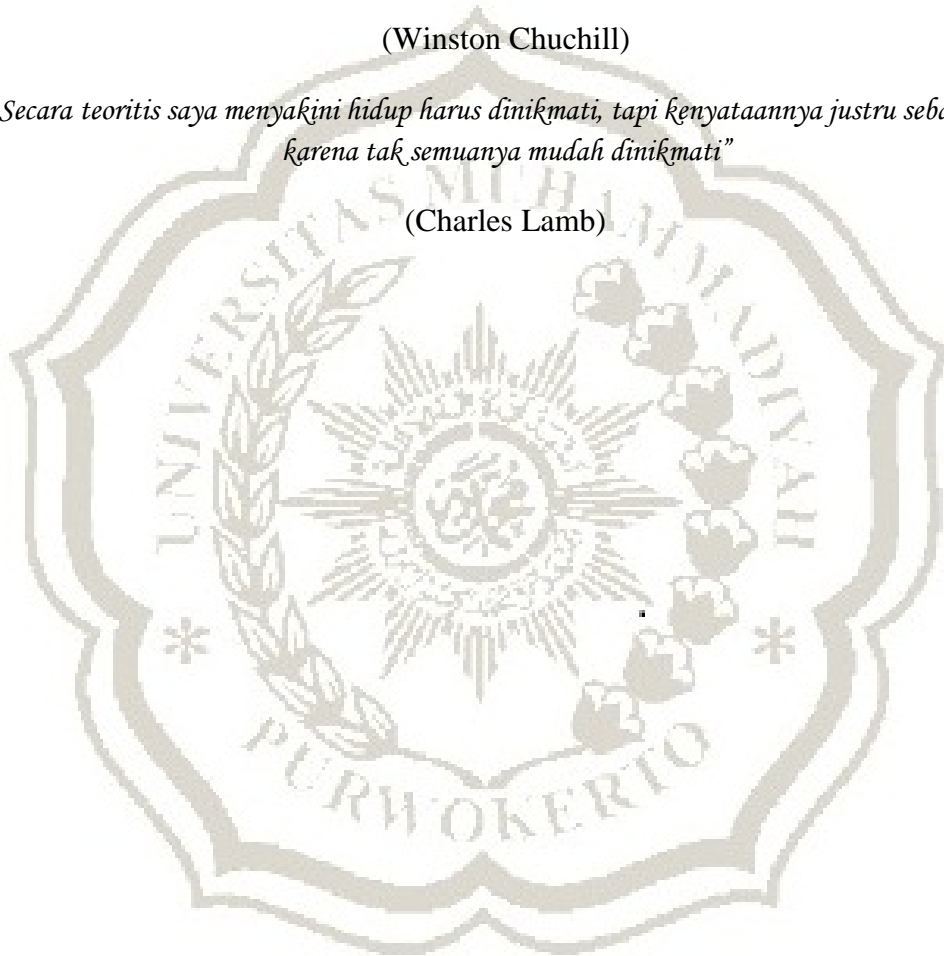 (Winston Chuchill)
Secara teoritis saya menyakini hidup harus dinikmati, tapi kenyataannya justru seba
karena tak semuanya mudah dinikmati”
(Charles Lamb)
UNIVERSITAS MUHAMMADIYAH
PURWOKERTO